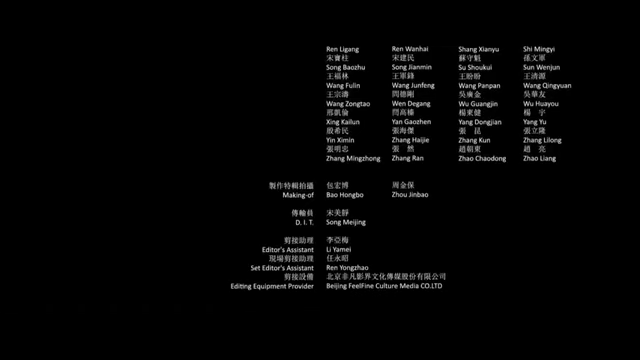 Ren Ligang Ren Wanhai Shang Xianyu Shi Mingyi
宋寶柱 宋建民 蘇守魁 孫文軍
Song Baozhu Song Jianmin Su Shoukui Sun Wenjun
王福林 王軍鋒 王盼盼 王清源
Wang Fulin Wang Junfeng Wang Panpan Wang Qingyuan
王宗濤 聞德剛 吳廣金 吳華友
Wang Zongtao Wen Degang Wu Guangjin Wu Huayou
邢凱倫 閆高榛 楊東健 楊 宇
Xing Kailun Yan Gaozhen Yang Dongjian Yang Yu
殷希民 張海傑 張 昆 張立隆
Yin Ximin Zhang Haijie Zhang Kun Zhang Lilong
張明忠 張 然 趙朝東 趙 亮
Zhang Mingzhong Zhang Ran Zhao Chaodong Zhao Liang
製作特輯拍攝 包宏博 周金保
Making-of Bao Hongbo Zhou Jinbao
傳輸員 宋美靜
D. I. T. Song Meijing
剪接助理 李亞梅
Editor's Assistant Li Yamei
現場剪接助理 任永昭
Set Editor's Assistant Ren Yongzhao
剪接設備 北京非凡影界文化傳媒股份有限公司
Editing Equipment Provider Beijing FeelFine Culture Media CO.LTD